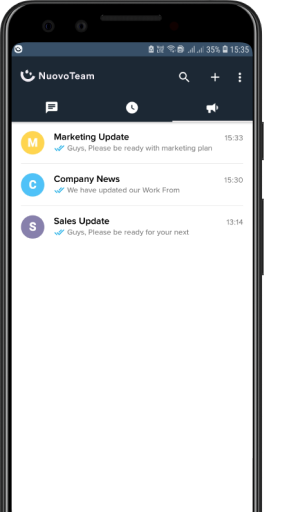 35% 15:35
NuovoTeam
M
Marketing Update
15:33
Guys, Please be ready with marketing plan
C
Company News
15:30
We have updated our Work From
S
Sales Update
13:14
Guys, Please be ready for your next